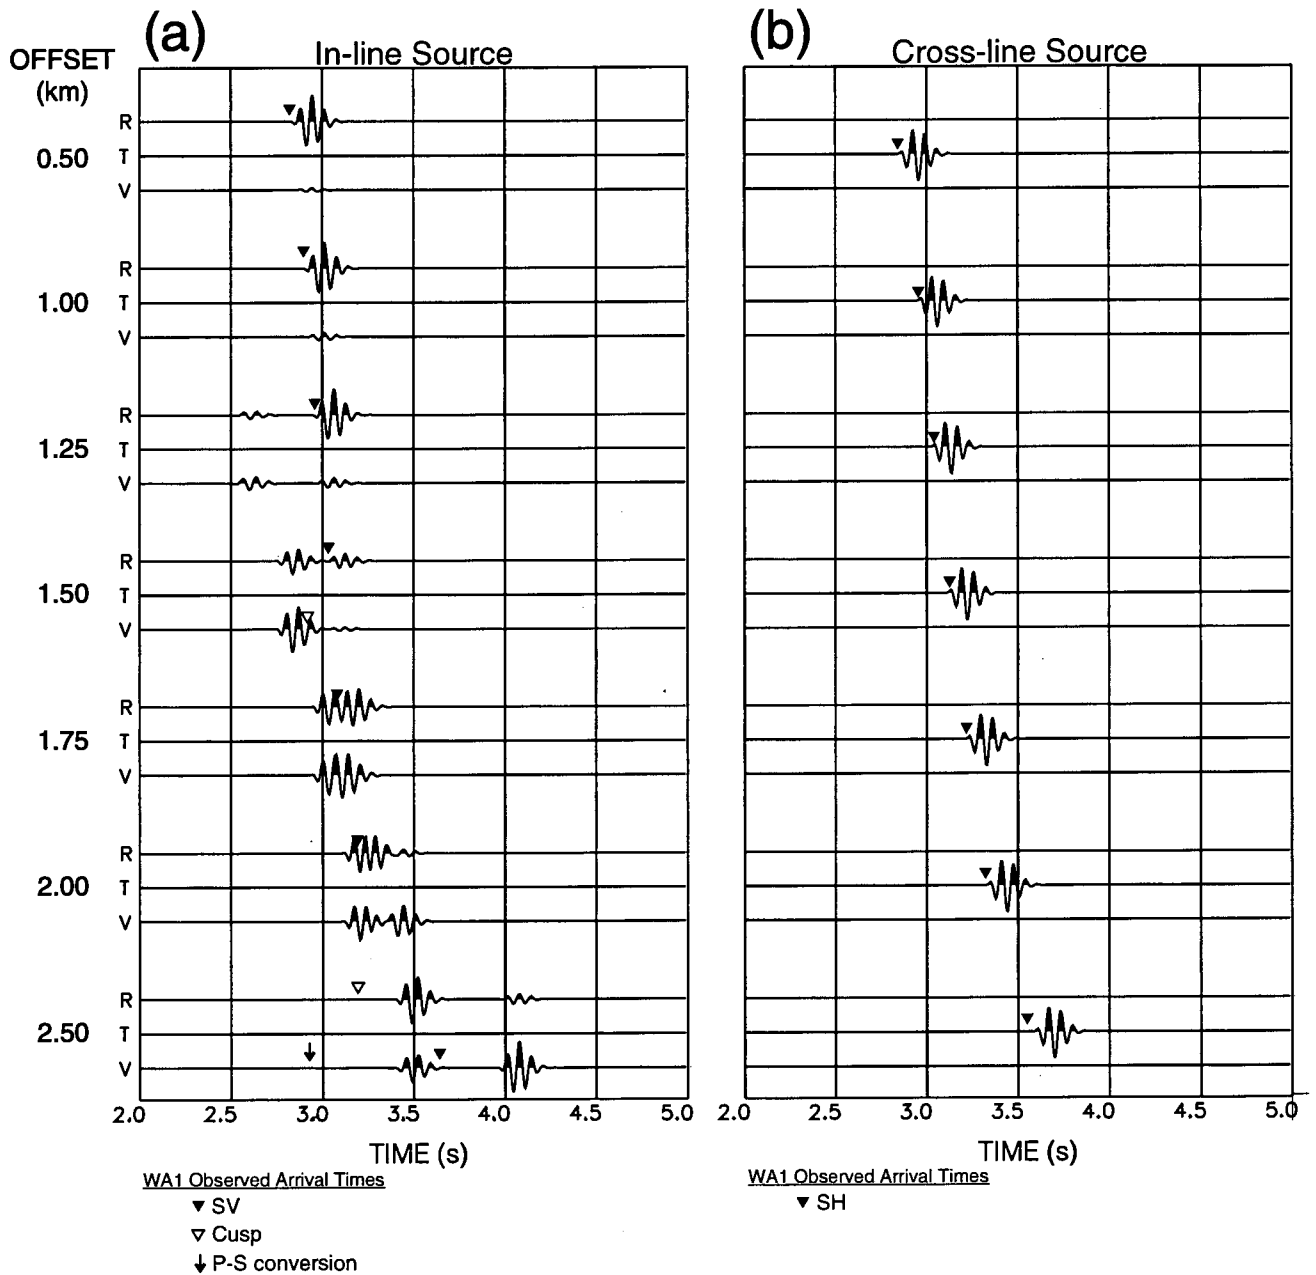 (a) (b)
OFFSET In-line Source Cross-line Source
(km)
R
0.50 T
V
R
1.00 T
V
R
1.25 T
V
R
1.50 T
V
R
1.75 T
V
R
2.00 T
V
R
2.50 T
V
2.0 2.5 3.0 3.5 4.0 4.5 5.0 2.0 2.5 3.0 3.5 4.0 4.5 5.0
TIME (s) TIME (s)
WA1 Observed Arrival Times WA1 Observed Arrival Times
▼ SV ▼ SH
▽ Cusp
↓ P-S conversion